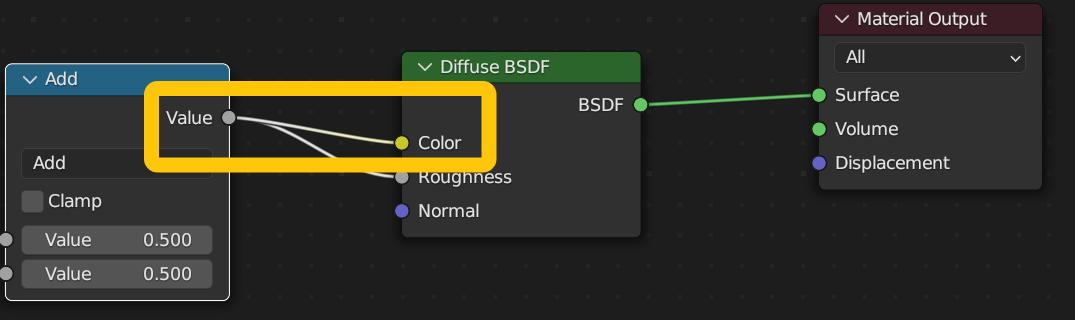 Add
Value
Add
Clamp
Value 0.500
Value 0.500
Diffuse BSDF
BSDF
Color
Roughness
Normal
Material Output
All
Surface
Volume
Displacement